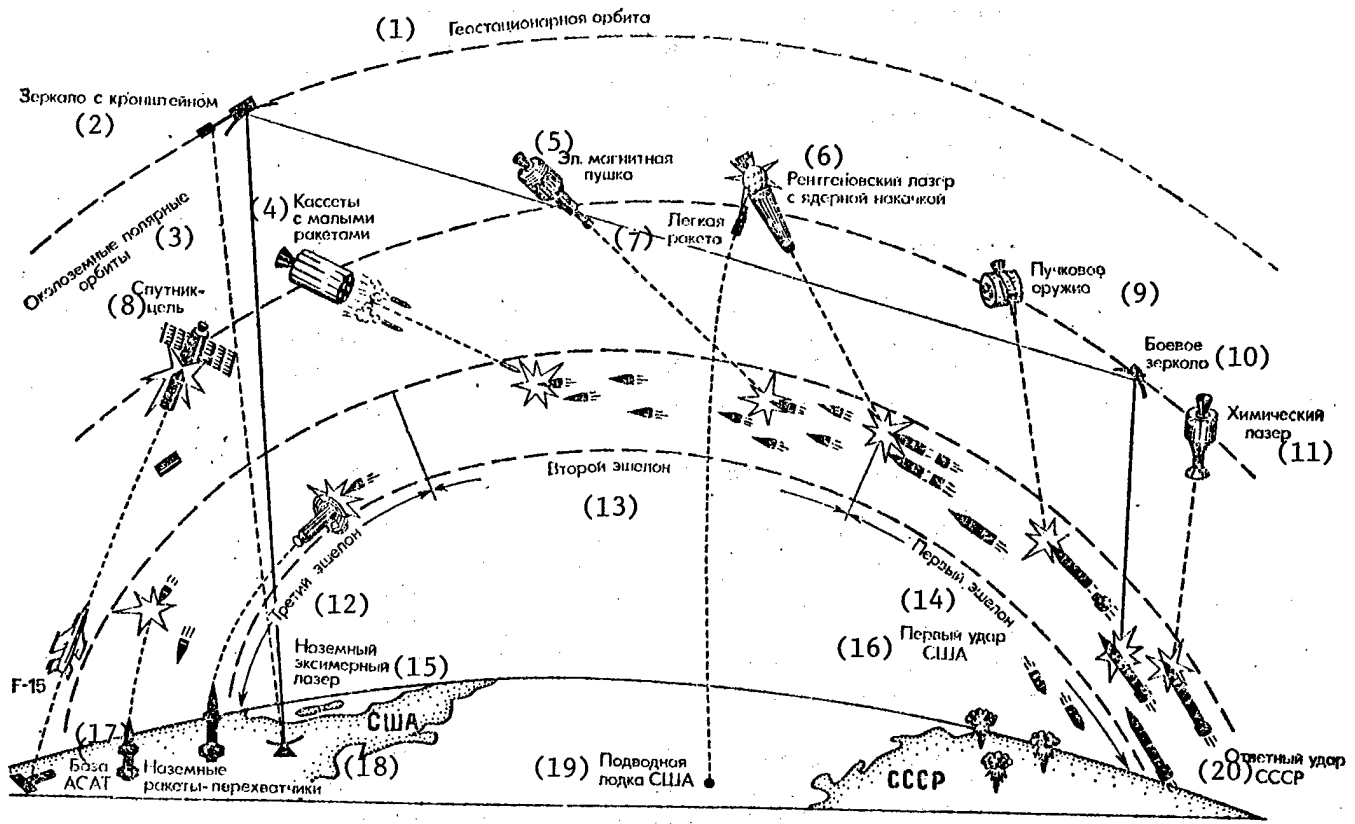 (1) Геостационарная орбита
Зеркало с кронштейном
(2)
(5) Эл. магнитная
пушка
(6)
Рентгеновский лазер
с ядерной накачкой
(4) Кассеты
с малыми
ракетами
Околоземные полярные
орбиты
(3)
(7) Легкая
ракета
Пучковое
оружие
(9)
(8) Спутник-
цель
Боевое
зеркало (10)
Химический
лазер
(11)
Второй эшелон
(13)
Третий эшелон
(12)
Первый эшелон
(14)
(16) Первый удар
США
Наземный
эксимерный (15)
лазер
F-15
США
(17)
База
АСАТ
Наземные
ракеты-перехватчики
(18)
(19) Подводная
лодка США
СССР
(20) Ответный удар
СССР